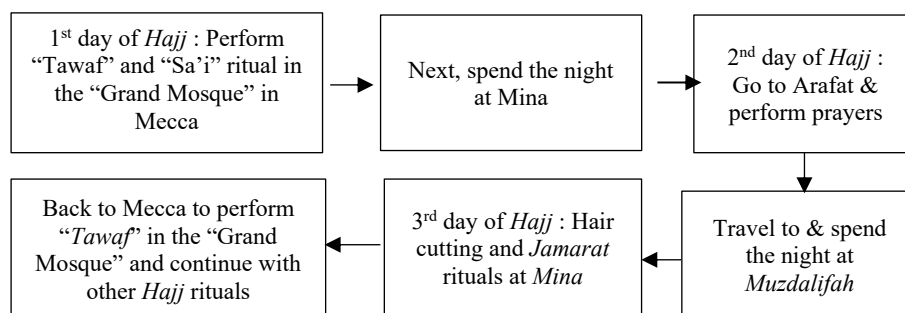 1st day of Hajj : Perform
“Tawaf” and “Sa’i” ritual in
the “Grand Mosque” in
Mecca
Next, spend the night
at Mina
2nd day of Hajj :
Go to Arafat &
perform prayers
Travel to & spend
the night at
Muzdalifah
3rd day of Hajj : Hair
cutting and Jamarat
rituals at Mina
Back to Mecca to perform
“Tawaf” in the “Grand
Mosque” and continue with
other Hajj rituals